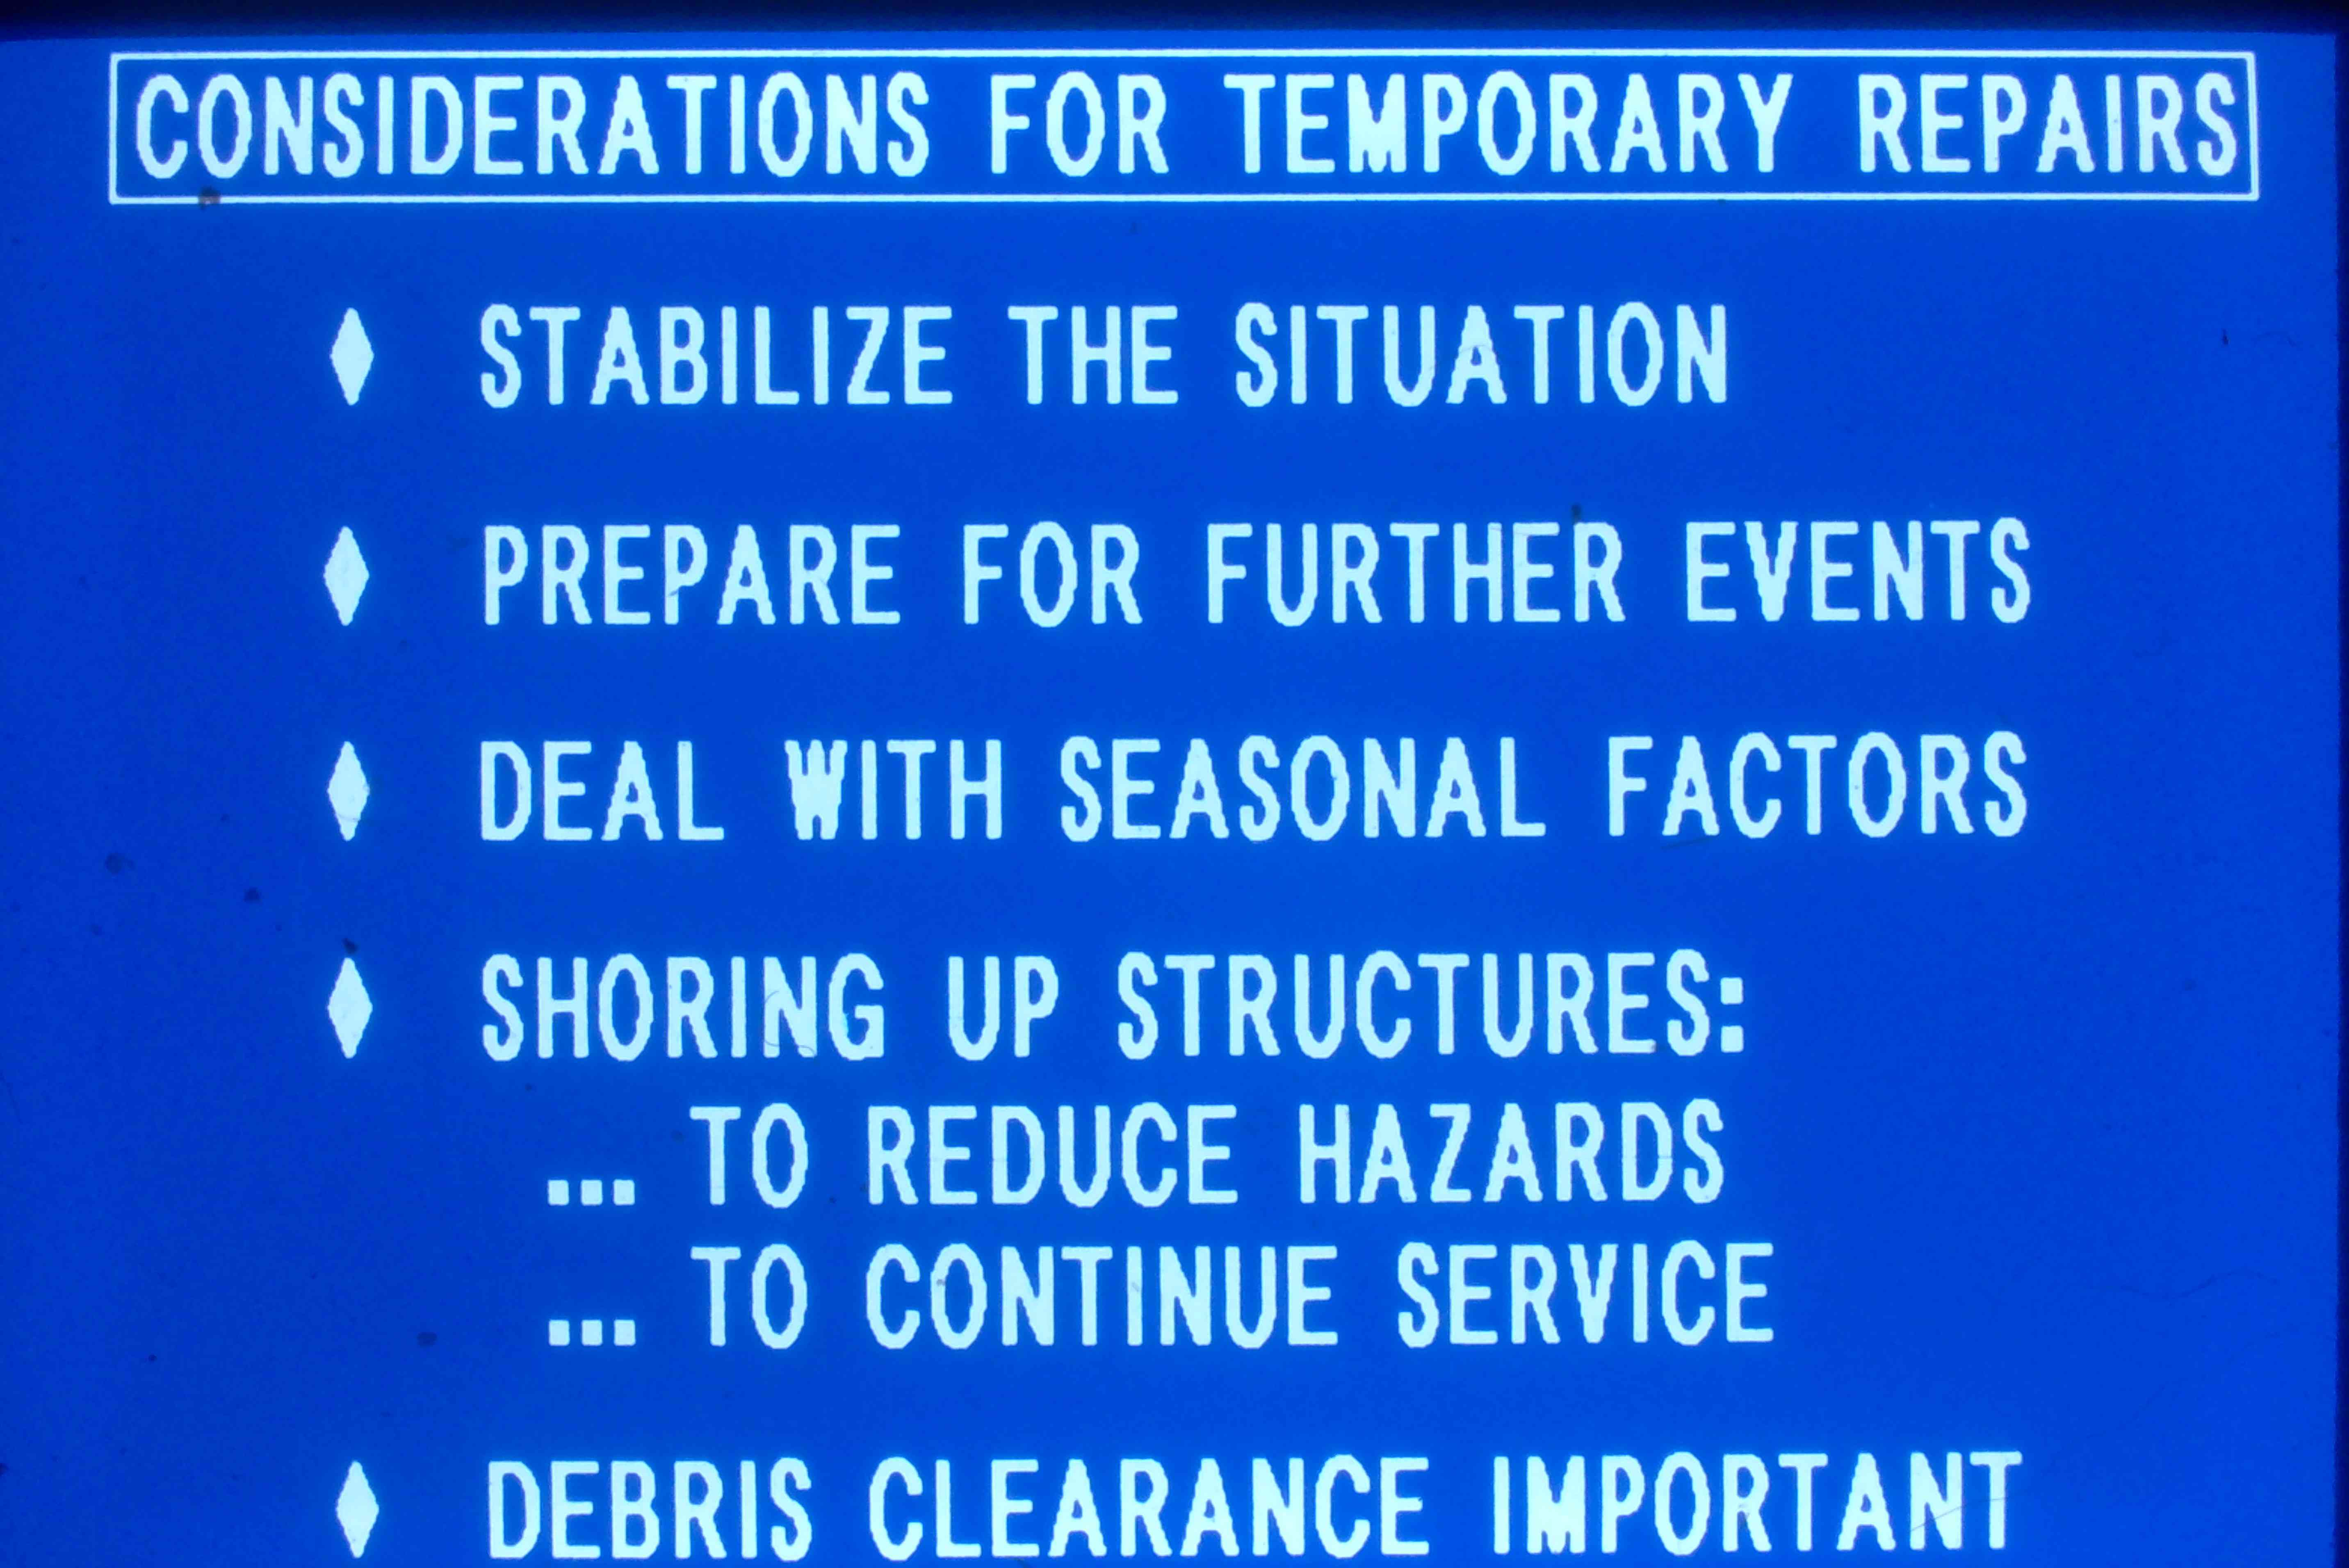 CONSIDERATIONS FOR TEMPORARY REPAIRS
♦ STABILIZE THE SITUATION
♦ PREPARE FOR FURTHER EVENTS
♦ DEAL WITH SEASONAL FACTORS
♦ SHORING UP STRUCTURES:
... TO REDUCE HAZARDS
... TO CONTINUE SERVICE
♦ DEBRIS CLEARANCE IMPORTANT